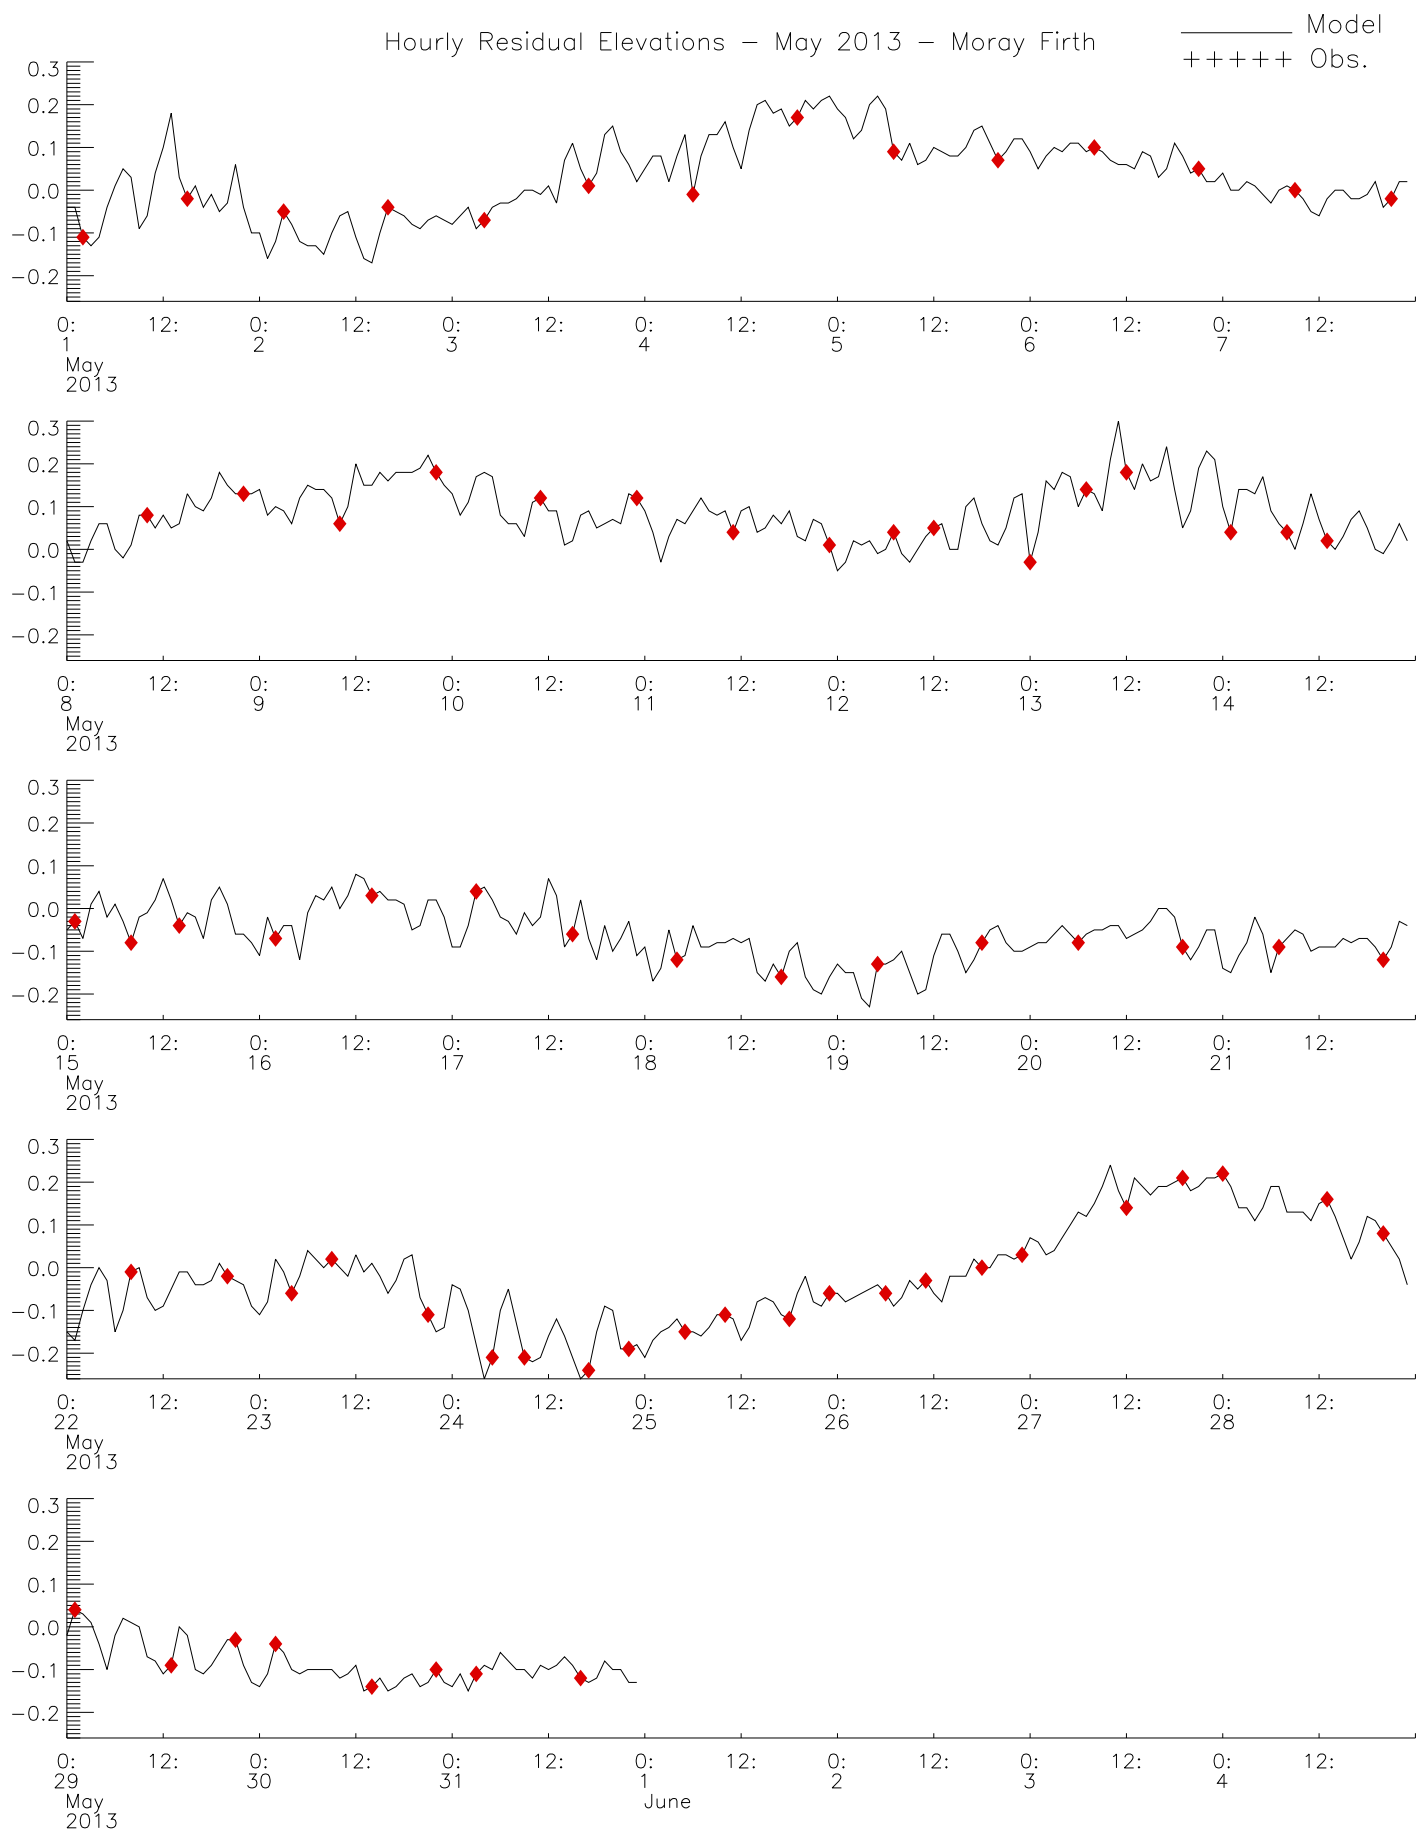 Hourly Residual Elevations - May 2013 - Moray Firth
Model
+++++ Obs.
0.3
0.2
0.1
0.0
-0.1
-0.2
0: 12: 0: 12: 0: 12: 0: 12: 0: 12: 0: 12: 0: 12:
1 2 3 4 5 6 7
May
2013
0.3
0.2
0.1
0.0
-0.1
-0.2
0: 12: 0: 12: 0: 12: 0: 12: 0: 12: 0: 12: 0: 12:
8 9 10 11 12 13 14
May
2013
0.3
0.2
0.1
0.0
-0.1
-0.2
0: 12: 0: 12: 0: 12: 0: 12: 0: 12: 0: 12: 0: 12:
15 16 17 18 19 20 21
May
2013
0.3
0.2
0.1
0.0
-0.1
-0.2
0: 12: 0: 12: 0: 12: 0: 12: 0: 12: 0: 12: 0: 12:
22 23 24 25 26 27 28
May
2013
0.3
0.2
0.1
0.0
-0.1
-0.2
0: 12: 0: 12: 0: 12: 0: 12: 0: 12: 0: 12: 0: 12:
29 30 31 1 2 3 4
May June
2013